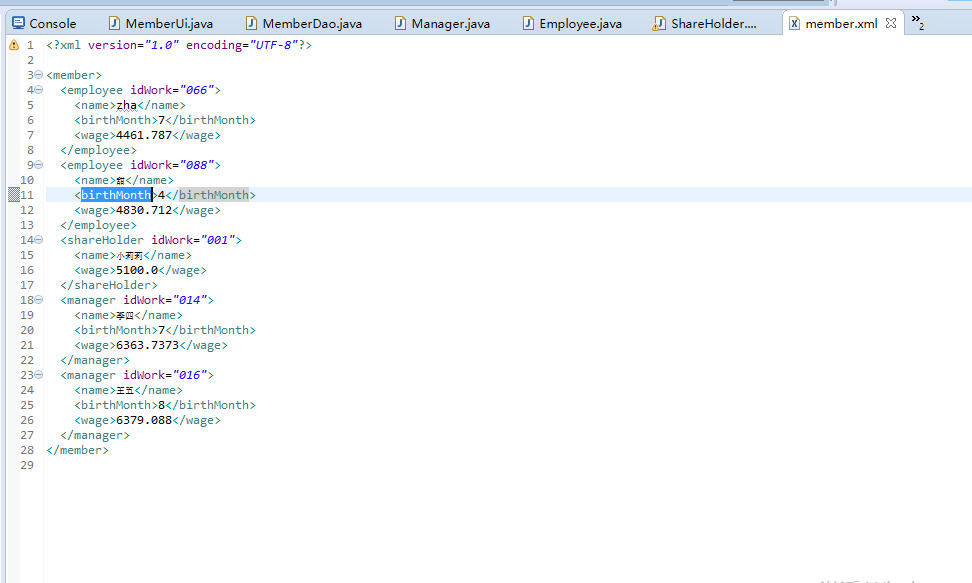 Console MemberUi.java MemberDao.java Manager.java Employee.java ShareHolder.... member.xml »2
1 <?xml version="1.0" encoding="UTF-8"?>
2
3 <member>
4 <employee idWork="066">
5 <name>zha</name>
6 <birthMonth>7</birthMonth>
7 <wage>4461.787</wage>
8 </employee>
9 <employee idWork="088">
10 <name></name>
11 <birthMonth>4</birthMonth>
12 <wage>4830.712</wage>
13 </employee>
14 <shareHolder idWork="001">
15 <name>小莉莉</name>
16 <wage>5100.0</wage>
17 </shareHolder>
18 <manager idWork="014">
19 <name>李四</name>
20 <birthMonth>7</birthMonth>
21 <wage>6363.7373</wage>
22 </manager>
23 <manager idWork="016">
24 <name>王五</name>
25 <birthMonth>8</birthMonth>
26 <wage>6379.088</wage>
27 </manager>
28 </member>
29